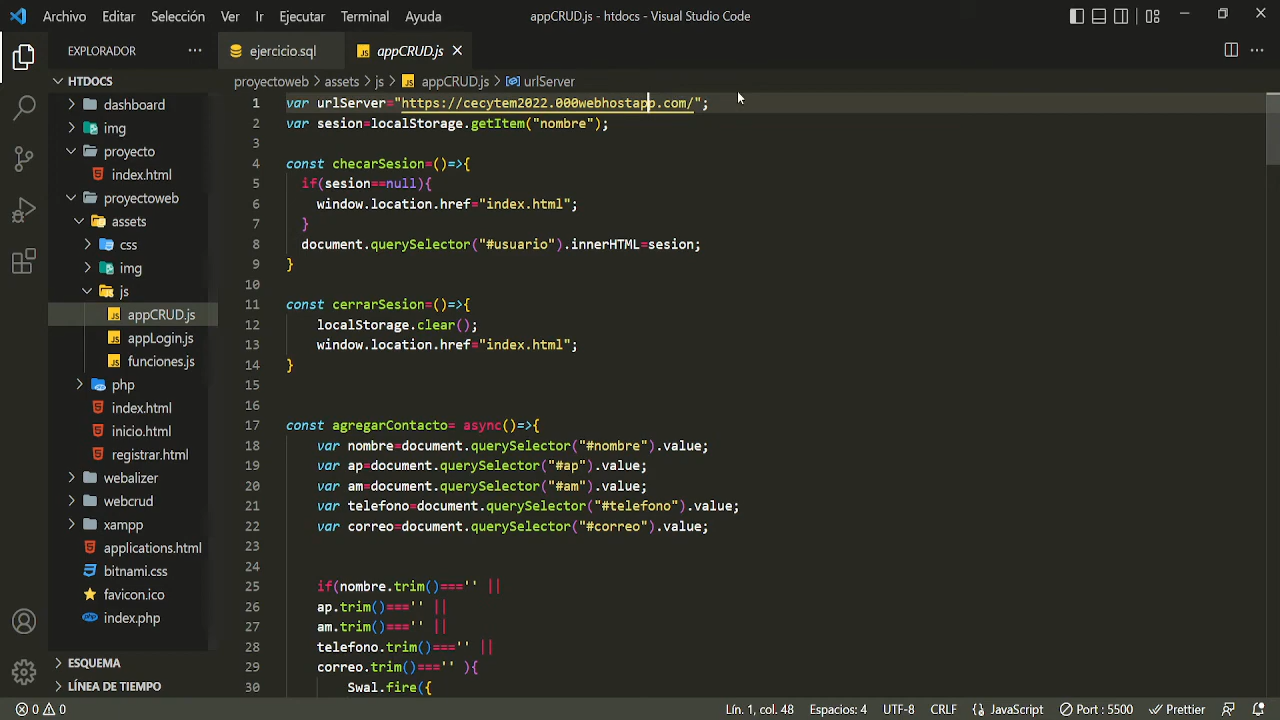 Archivo Editar Selección Ver Ir Ejecutar Terminal Ayuda appCRUD.js - htdocs - Visual Studio Code
EXPLORADOR
ejercicio.sql
appCRUD.js
HTDOCS
dashboard
img
proyecto
index.html
proyectoweb
assets
css
img
js
appCRUD.js
appLogin.js
funciones.js
php
index.html
inicio.html
registrar.html
webalizer
webcrud
xampp
applications.html
bitnami.css
favicon.ico
index.php
ESQUEMA
LÍNEA DE TIEMPO
proyectoweb > assets > js > appCRUD.js > urlServer
1 var urlServer="https://cecytem2022.000webhostapp.com/";
2 var sesion=localStorage.getItem("nombre");
3
4 const checarSesion=()=>{
5 if(sesion==null){
6 window.location.href="index.html";
7 }
8 document.querySelector("#usuario").innerHTML=sesion;
9 }
10
11 const cerrarSesion=()=>{
12 localStorage.clear();
13 window.location.href="index.html";
14 }
15
16
17 const agregarContacto= async()=>{
18 var nombre=document.querySelector("#nombre").value;
19 var ap=document.querySelector("#ap").value;
20 var am=document.querySelector("#am").value;
21 var telefono=document.querySelector("#telefono").value;
22 var correo=document.querySelector("#correo").value;
23
24
25 if(nombre.trim()==='' ||
26 ap.trim()==='' ||
27 am.trim()==='' ||
28 telefono.trim()==='' ||
29 correo.trim()==='' ){
30 Swal.fire({
0 0 Lín. 1, col. 48 Espacios: 4 UTF-8 CRLF {} JavaScript Port : 5500 Prettier